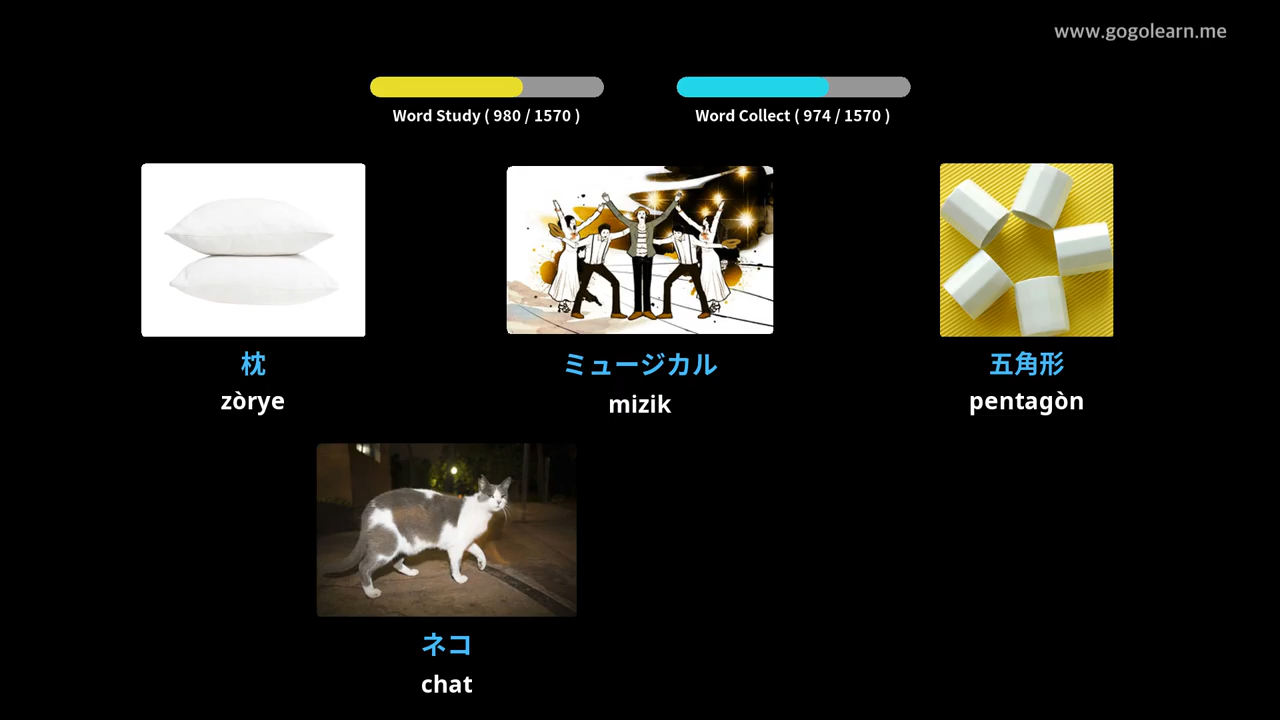 www.gogolearn.me
Word Study ( 980 / 1570 )
Word Collect ( 974 / 1570 )
枕
zòrye
ミュージカル
mizik
五角形
pentagòn
ネコ
chat